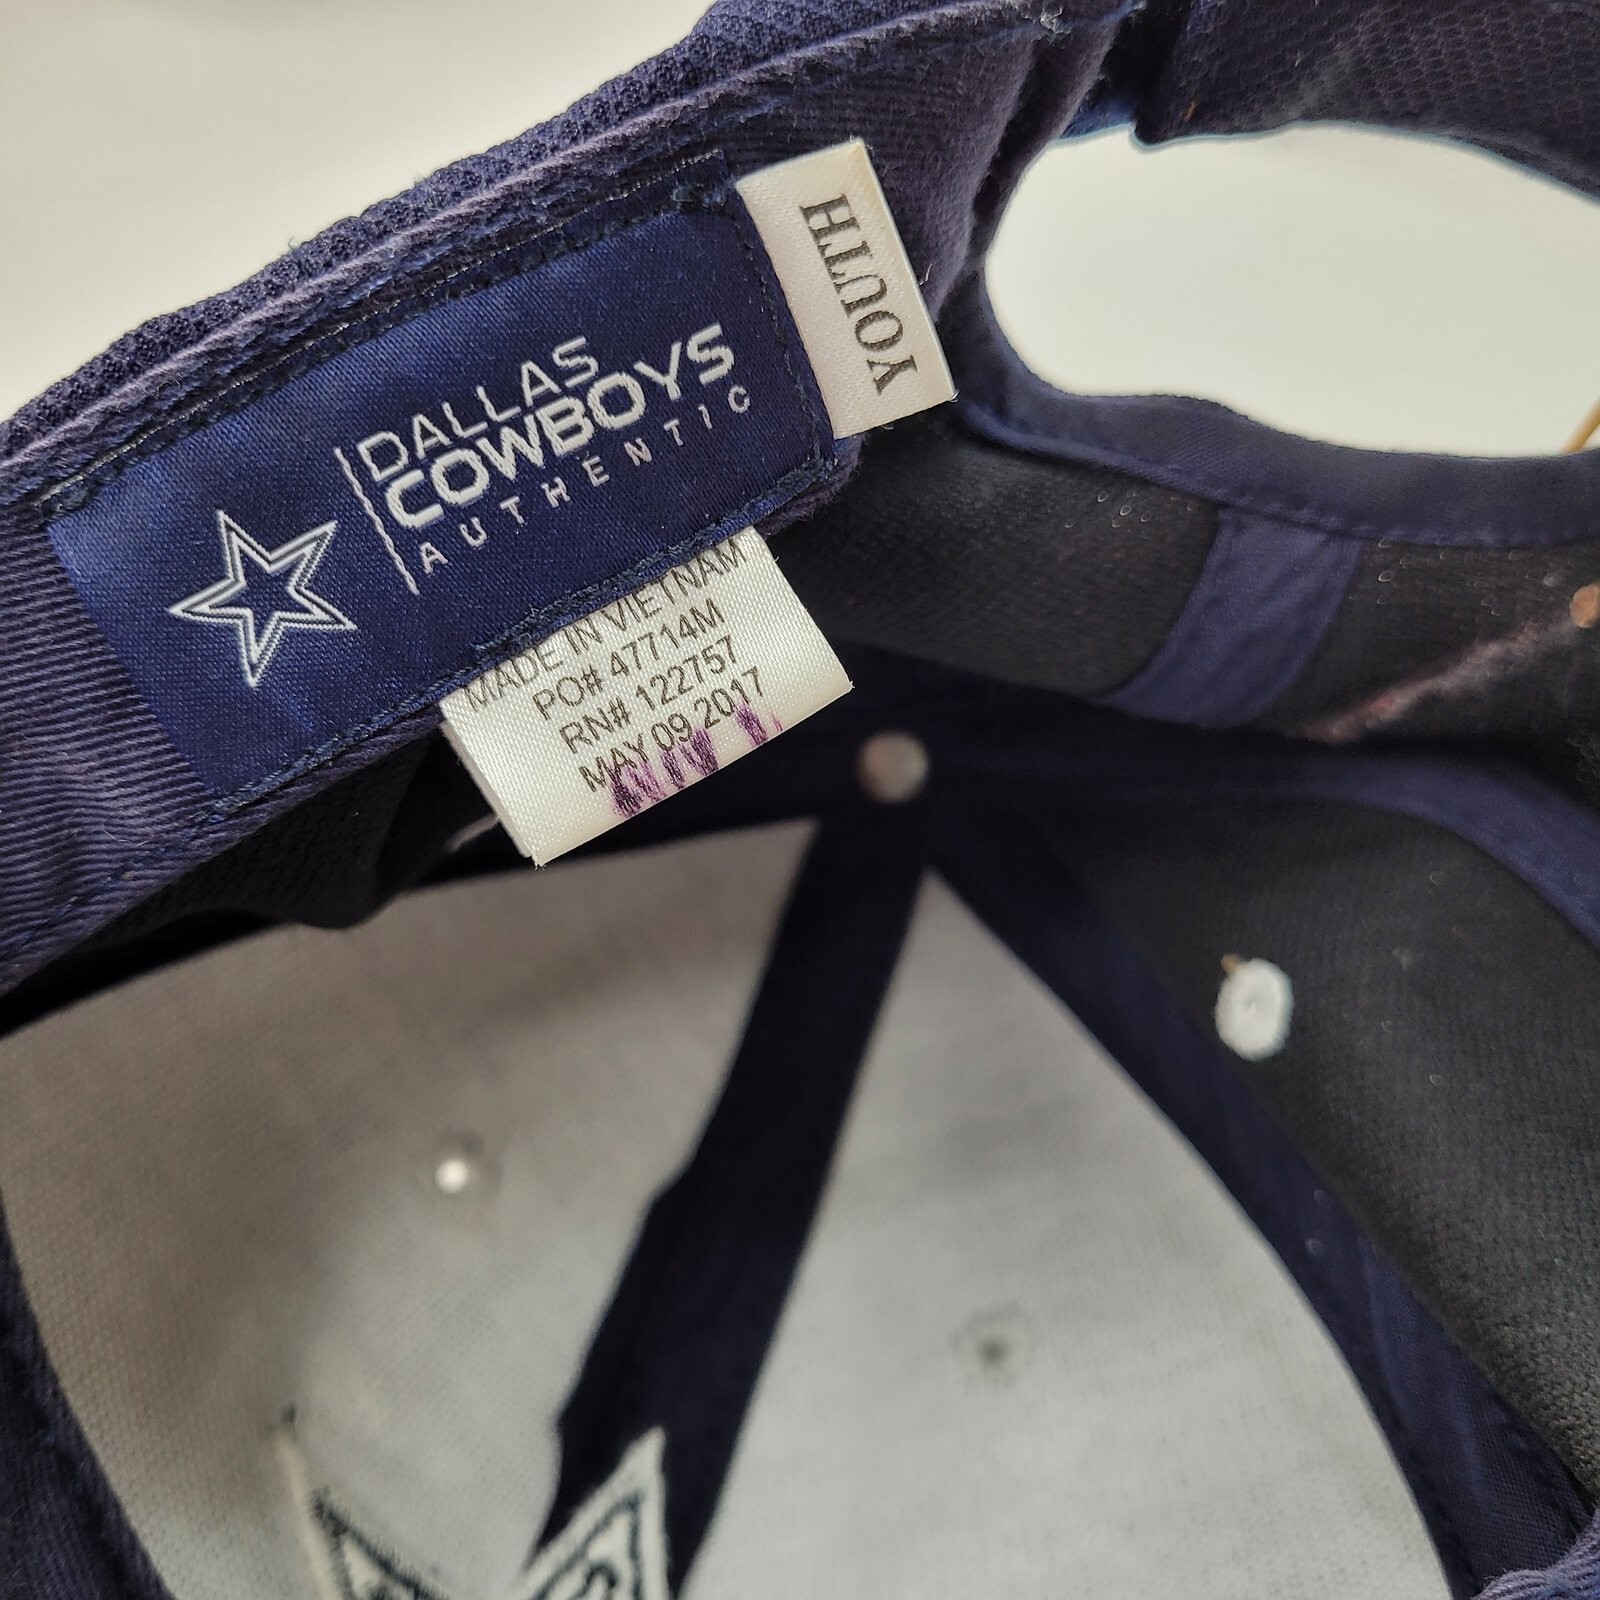 DALLAS
COWBOYS
AUTHENTIC
YOUTH
MADE IN VIETNAM
PO# 47714M
RN# 122757
MAY 09 2017